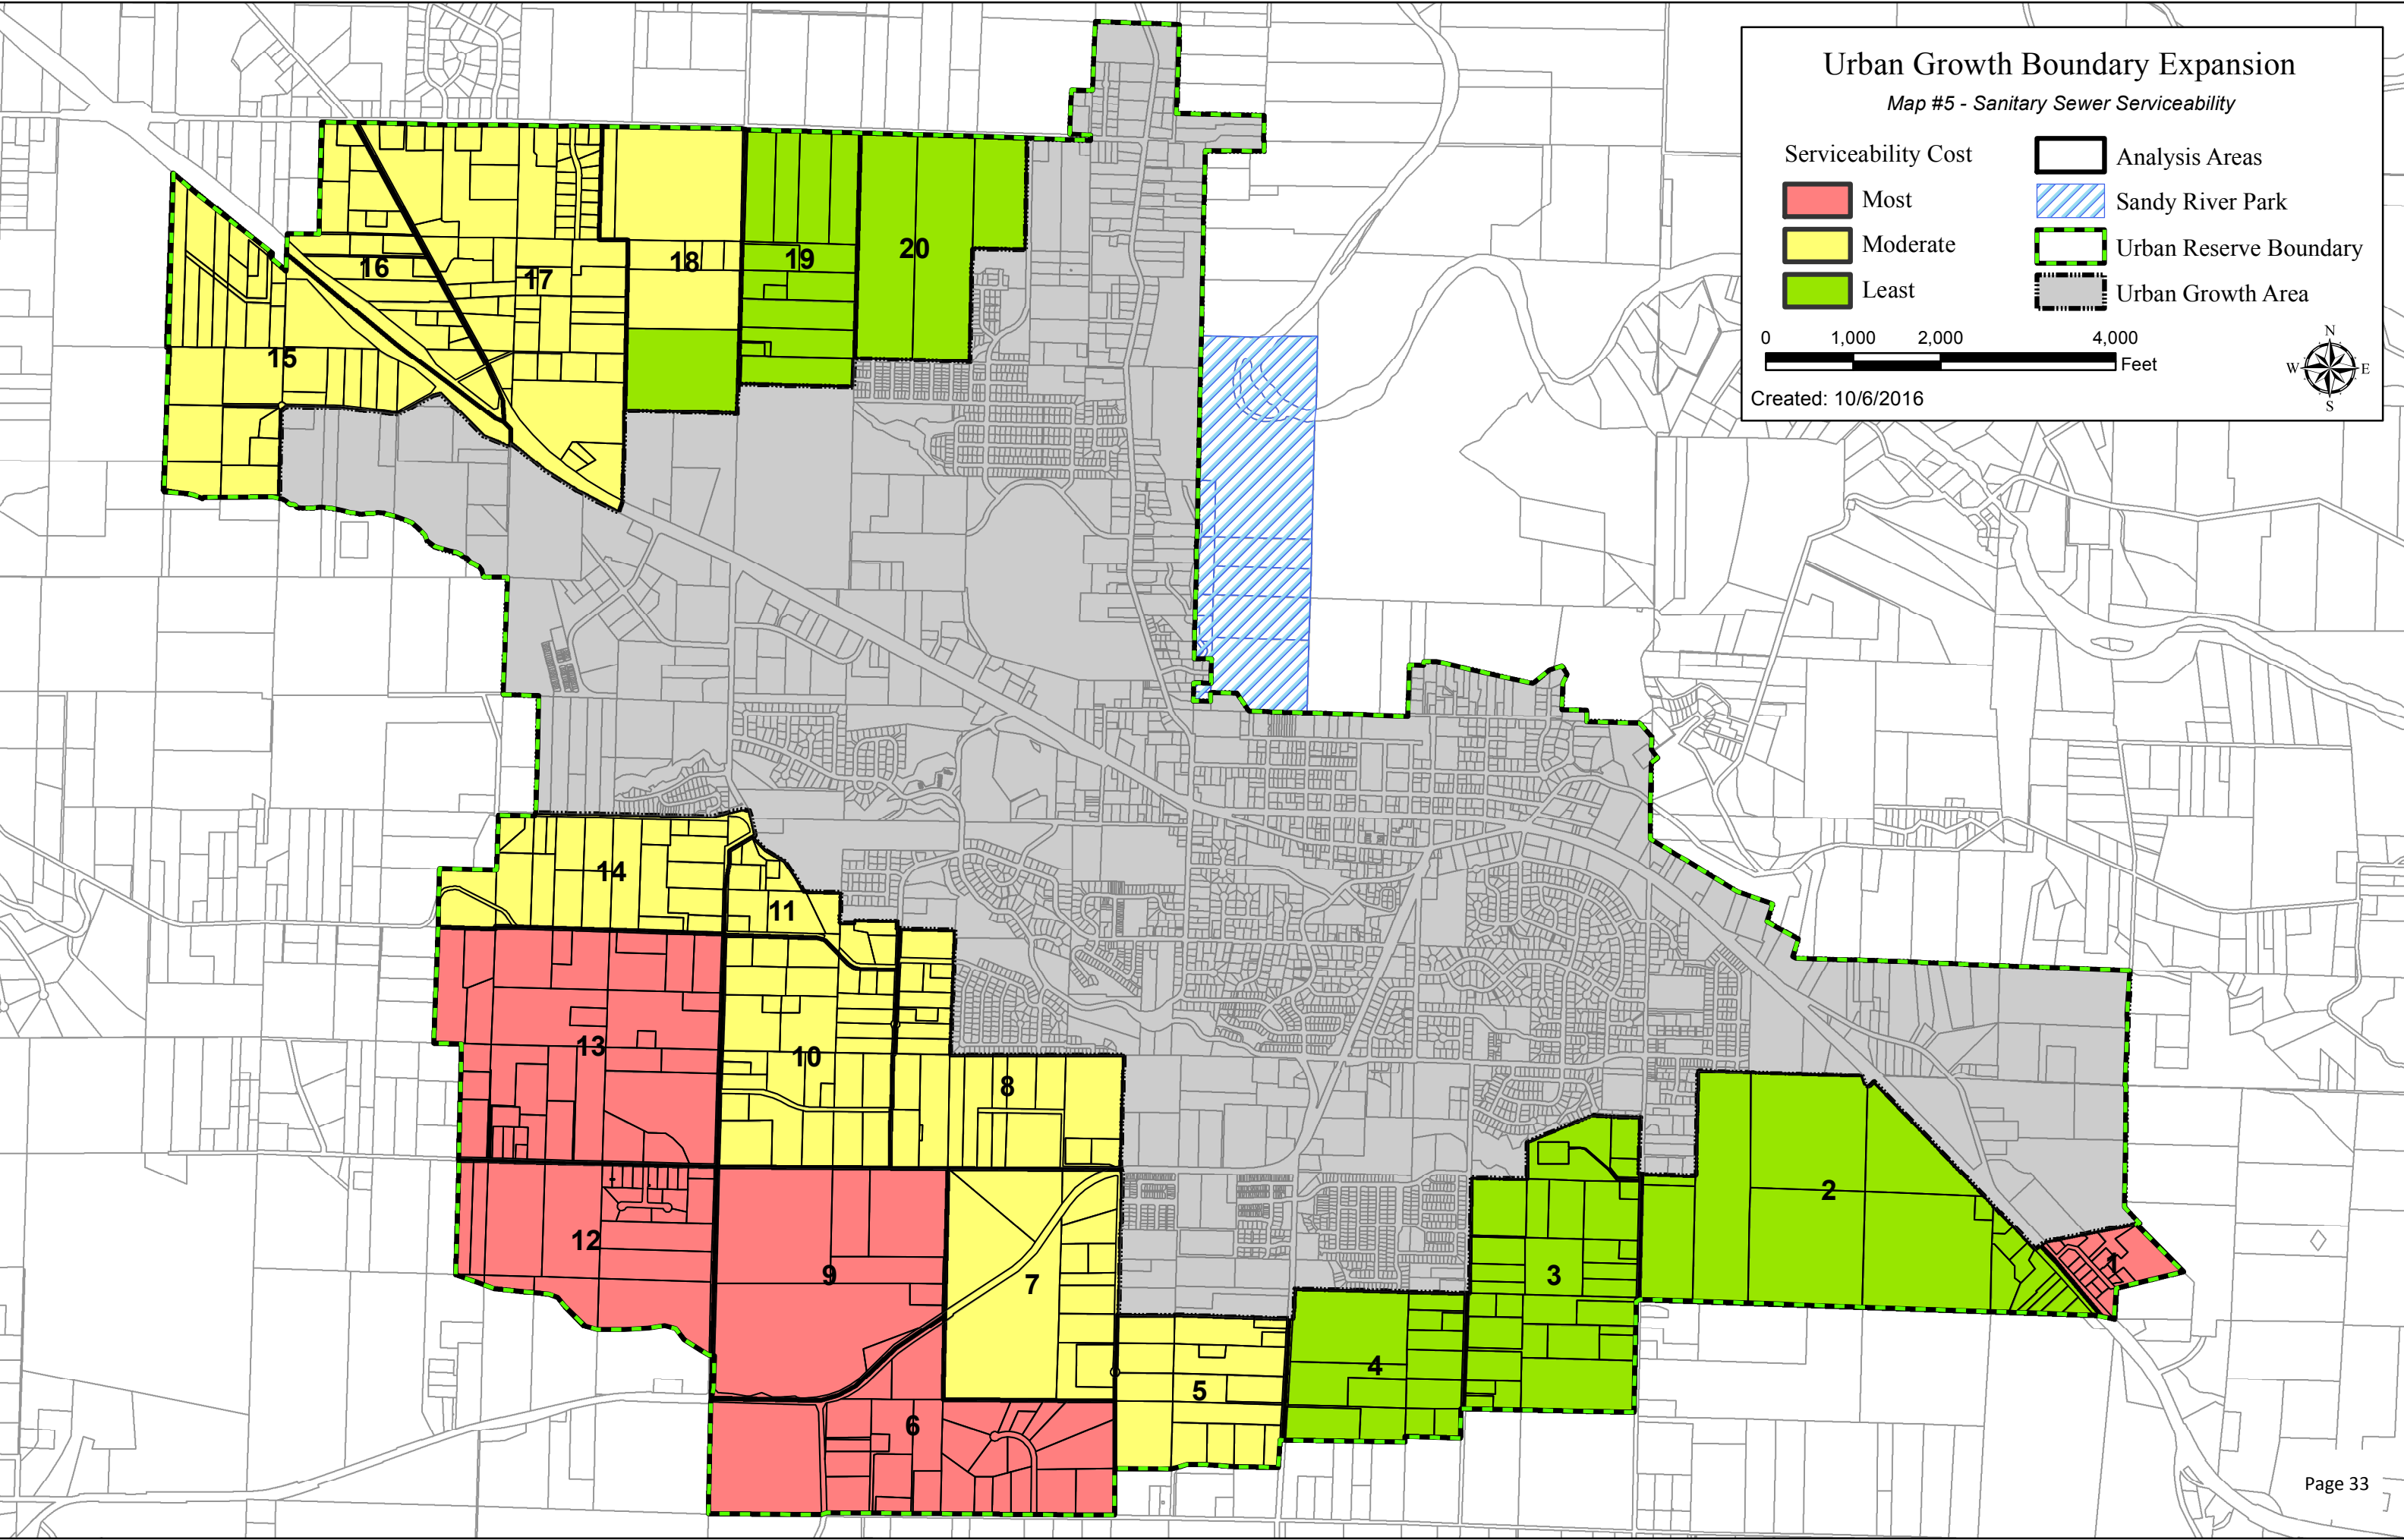 Urban Growth Boundary Expansion
Map #5 - Sanitary Sewer Serviceability
Serviceability Cost
Most
Moderate
Least
Analysis Areas
Sandy River Park
Urban Reserve Boundary
Urban Growth Area
0 1,000 2,000 4,000
Feet
N
W E
S
Created: 10/6/2016
20
19
18
16
17
15
14
11
13
10
8
2
12
9
7
3
1
4
5
6
Page 33